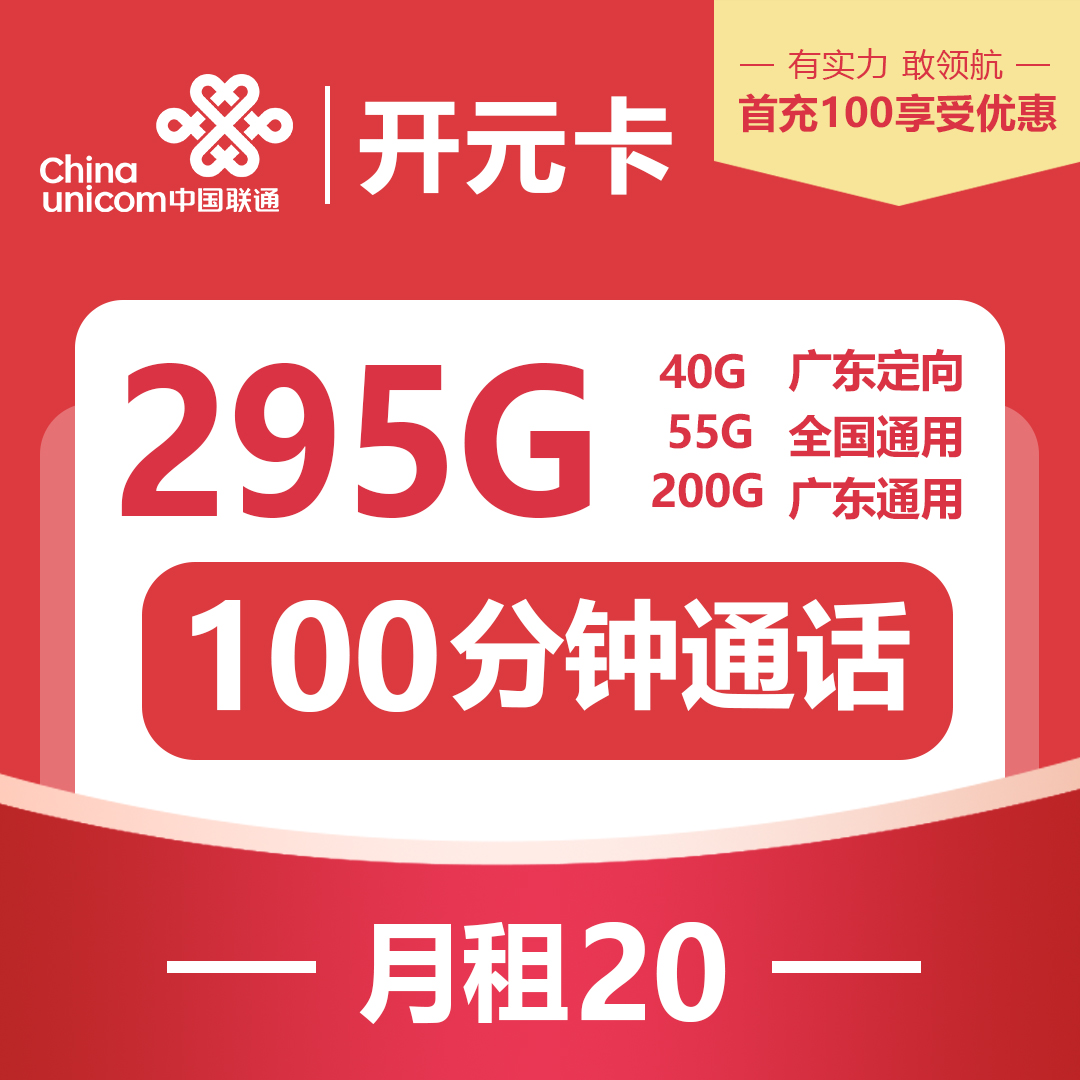 China
unicom中国联通
开元卡
有实力 敢领航
首充100享受优惠
295G
40G 广东定向
55G 全国通用
200G 广东通用
100分钟通话
月租20